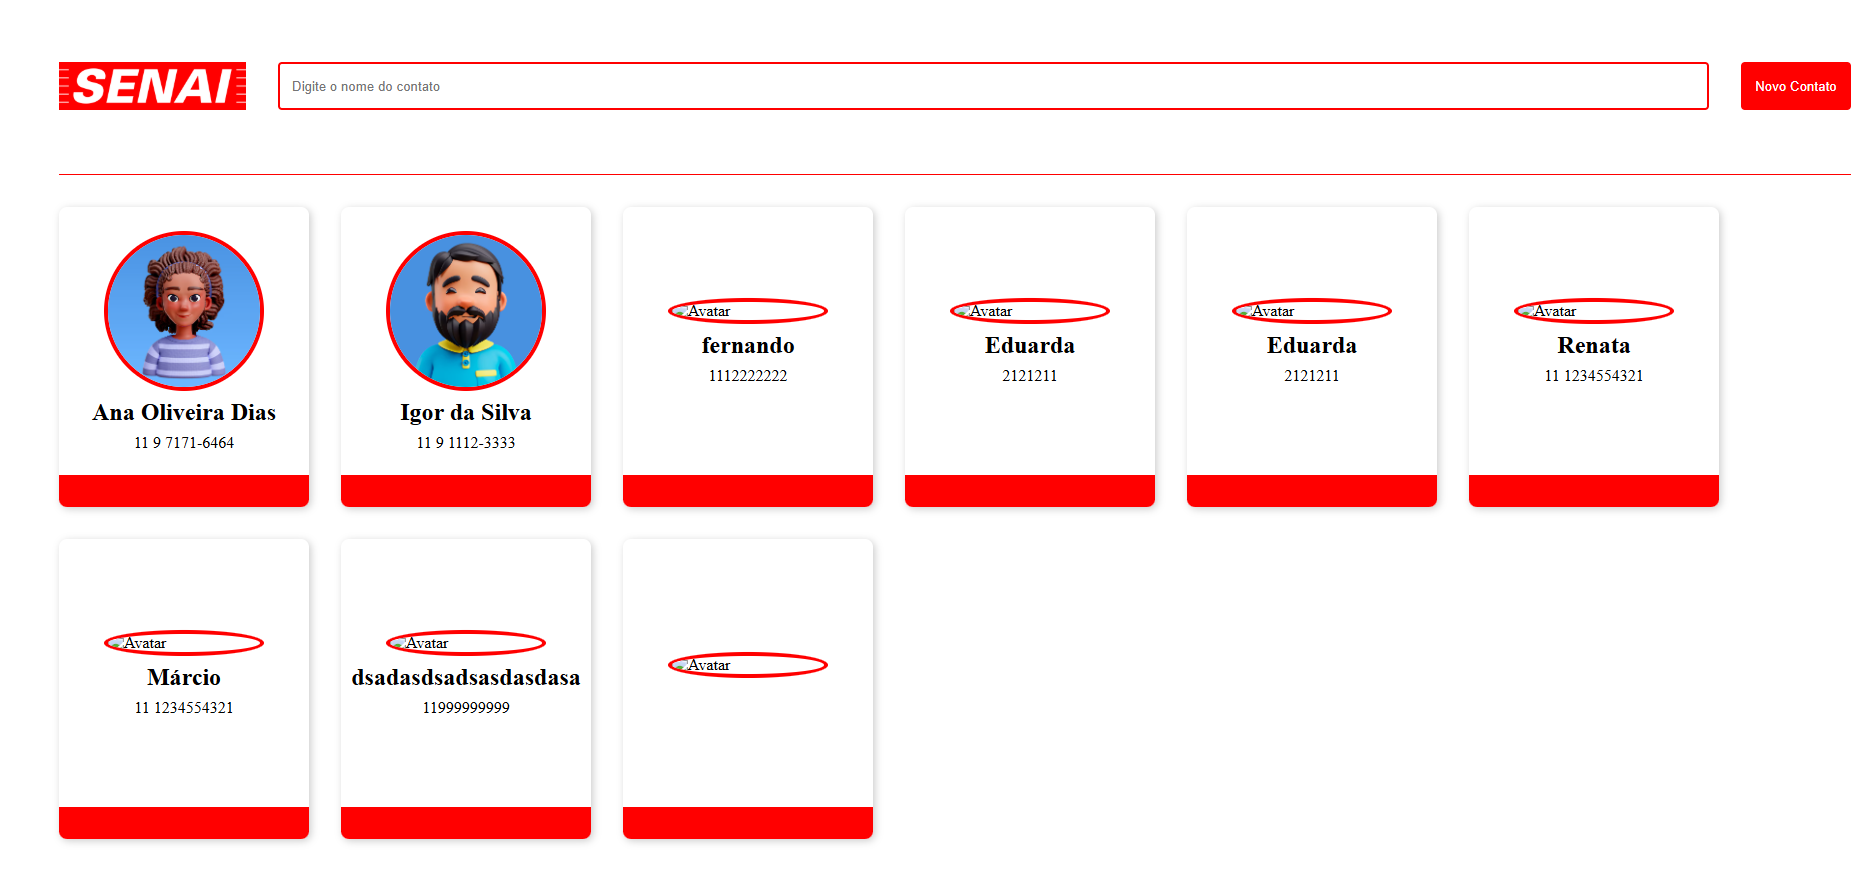 SENAI
Digite o nome do contato
Novo Contato
Ana Oliveira Dias
11 9 7171-6464
Igor da Silva
11 9 1112-3333
Avatar
fernando
1112222222
Avatar
Eduarda
2121211
Avatar
Eduarda
2121211
Avatar
Renata
11 1234554321
Avatar
Márcio
11 1234554321
Avatar
dsadasdsadsasdasdasa
11999999999
Avatar